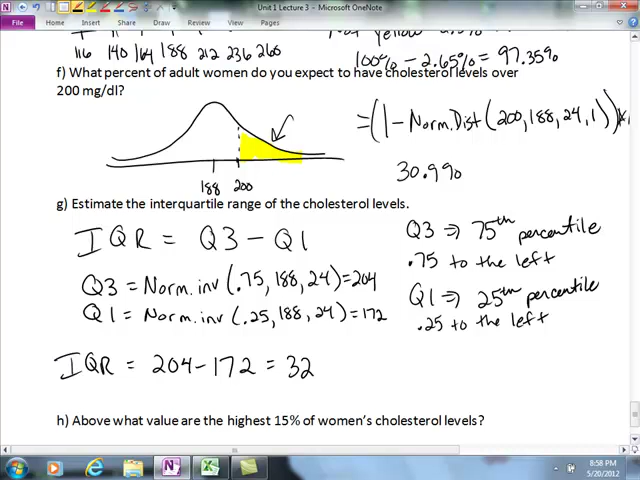 Unit 1 Lecture 3 - Microsoft OneNote
File Home Insert Share Draw Review View
116 140 164 188 212 236 260
Not Yellow
100% - 2.65% = 97.35%
f) What percent of adult women do you expect to have cholesterol levels over
200 mg/dl?
=(1 - Norm.Dist(200,188,24,1))*
188 200
30.9%
g) Estimate the interquartile range of the cholesterol levels.
IQR = Q3 - Q1
Q3 = Norm.inv(.75,188,24)=204
Q1 = Norm.inv(.25,188,24)=172
Q3 ⇒ 75th percentile
.75 to the left
Q1 ⇒ 25th percentile
.25 to the left
IQR = 204-172 = 32
h) Above what value are the highest 15% of women's cholesterol levels?
8:58 PM
5/20/2012